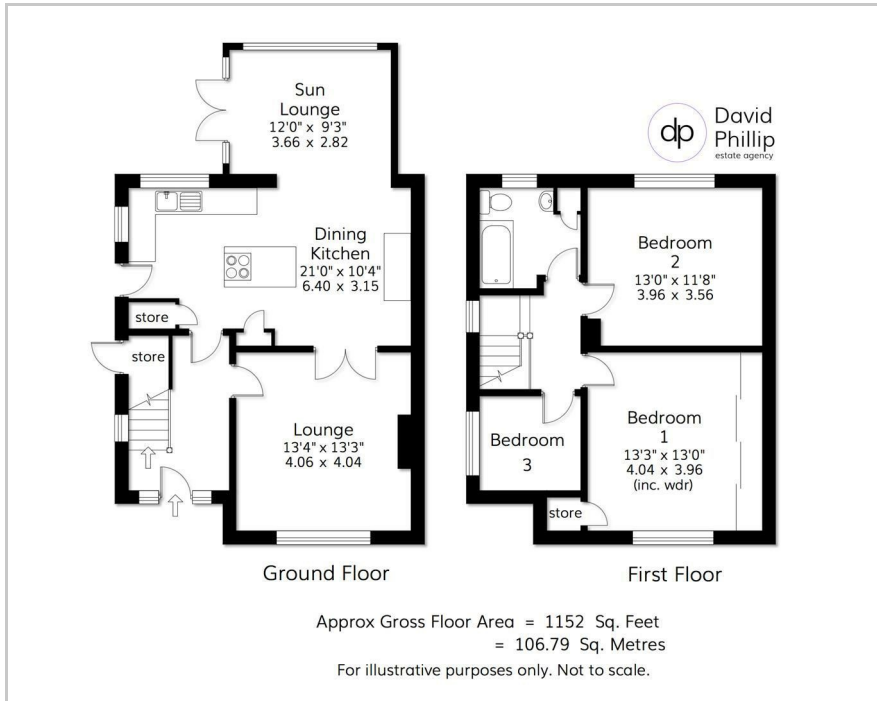 Sun
Lounge
12'0" x 9'3"
3.66 x 2.82
dp
David
Phillip
estate agency
Dining
Kitchen
21'0" x 10'4"
6.40 x 3.15
store
store
Lounge
13'4" x 13'3"
4.06 x 4.04
Bedroom
2
13'0" x 11'8"
3.96 x 3.56
Bedroom
1
13'3" x 13'0"
4.04 x 3.96
(inc. wdr)
Bedroom
3
store
Ground Floor
First Floor
Approx Gross Floor Area = 1152 Sq. Feet
= 106.79 Sq. Metres
For illustrative purposes only. Not to scale.